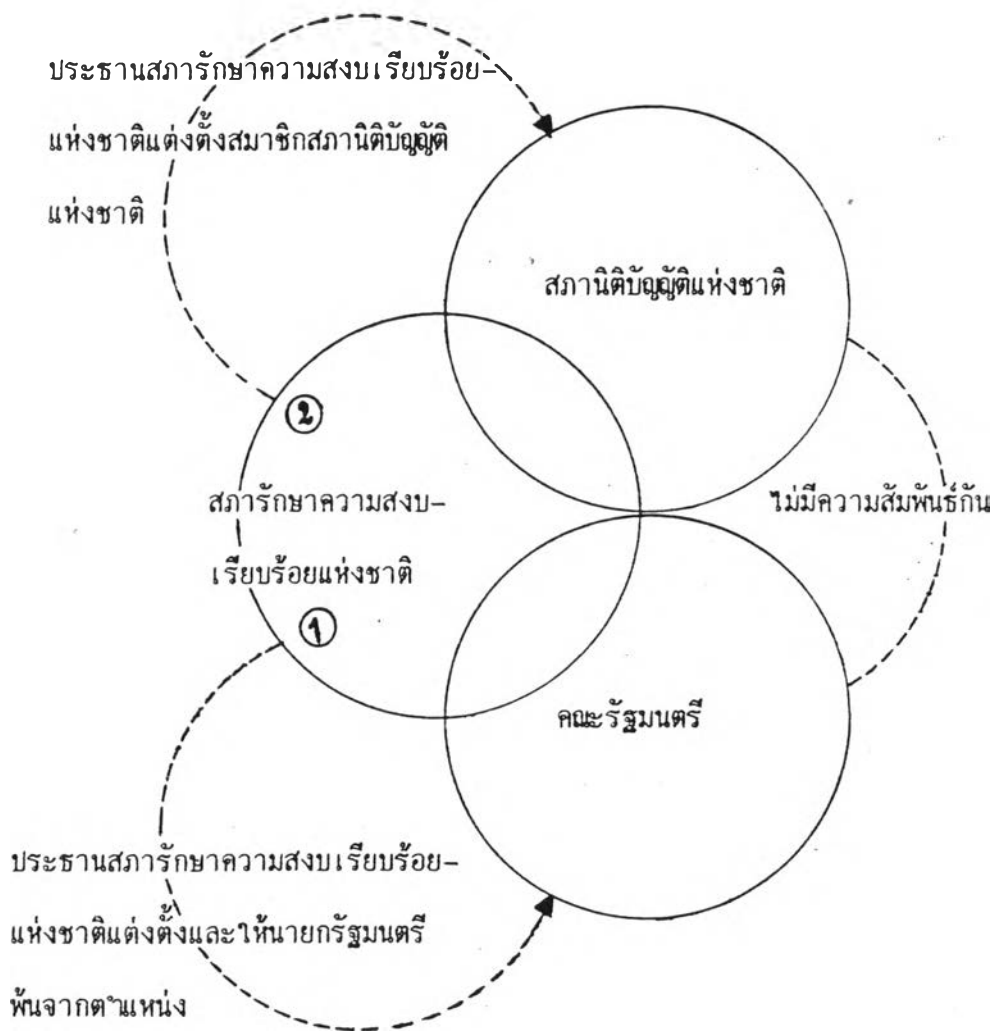 ประธานสภารักษาความสงบเรียบร้อย-
แห่งชาติแต่งตั้งสมาชิกสภานิติบัญญัติ
แห่งชาติ
สภานิติบัญญัติแห่งชาติ
๒
สภารักษาความสงบ-
เรียบร้อยแห่งชาติ
๑
ไม่มีความสัมพันธ์กัน
คณะรัฐมนตรี
ประธานสภารักษาความสงบเรียบร้อย-
แห่งชาติแต่งตั้งและให้นายกรัฐมนตรี
พ้นจากตำแหน่ง